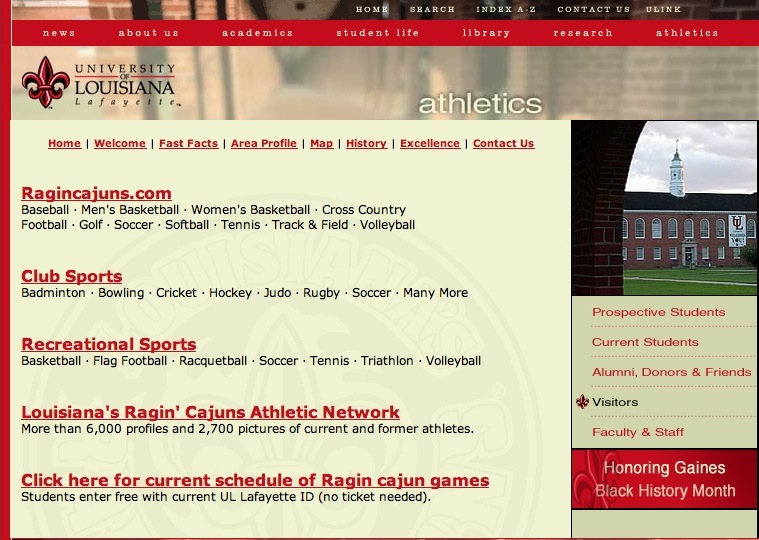 HOME SEARCH INDEX A-Z CONTACT US ULINK
news about us academics student life library research athletics
UNIVERSITY
OF
LOUISIANA
Lafayette™
athletics
Home | Welcome | Fast Facts | Area Profile | Map | History | Excellence | Contact Us
Ragincajuns.com
Baseball · Men's Basketball · Women's Basketball · Cross Country
Football · Golf · Soccer · Softball · Tennis · Track & Field · Volleyball
Club Sports
Badminton · Bowling · Cricket · Hockey · Judo · Rugby · Soccer · Many More
Recreational Sports
Basketball · Flag Football · Racquetball · Soccer · Tennis · Triathlon · Volleyball
Louisiana's Ragin' Cajuns Athletic Network
More than 6,000 profiles and 2,700 pictures of current and former athletes.
Click here for current schedule of Ragin cajun games
Students enter free with current UL Lafayette ID (no ticket needed).
UL
WELCOMES
YOU!
Prospective Students
Current Students
Alumni, Donors & Friends
Visitors
Faculty & Staff
Honoring Gaines
Black History Month